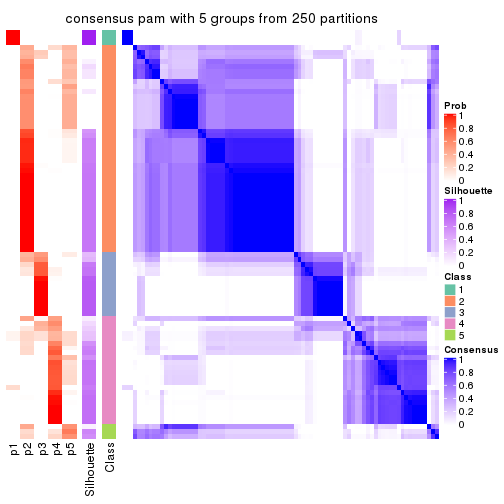 consensus pam with 5 groups from 250 partitions
Prob
1
0.8
0.6
0.4
0.2
0
Silhouette
1
0.8
0.6
0.4
0.2
0
Class
1
2
3
4
5
Consensus
1
0.8
0.6
0.4
0.2
0
p1
p2
p3
p4
p5
Silhouette
Class